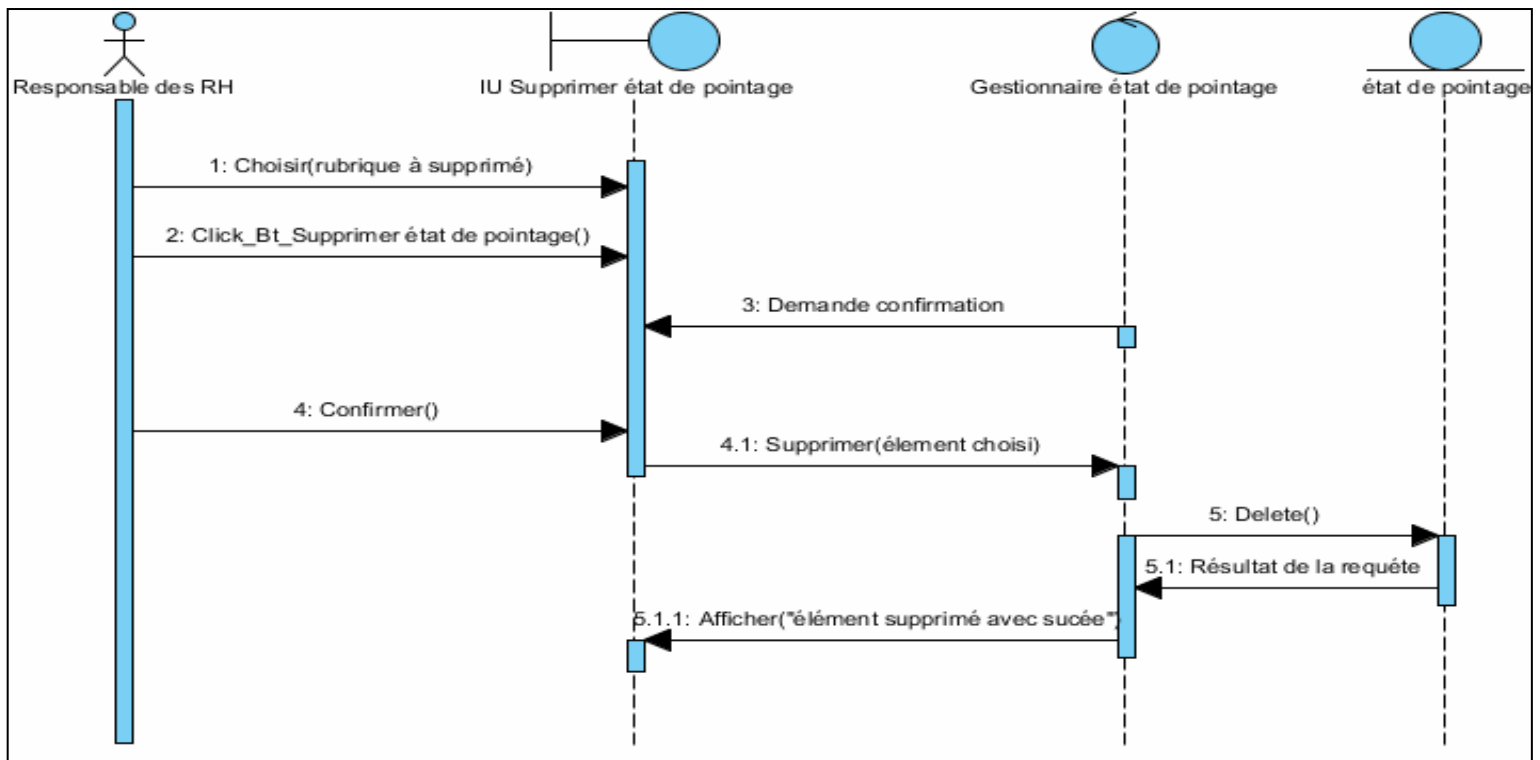 Responsable des RH
IU Supprimer état de pointage
Gestionnaire état de pointage
état de pointage
1: Choisir(rubrique à supprimé)
2: Click_Bt_Supprimer état de pointage()
3: Demande confirmation
4: Confirmer()
4.1: Supprimer(élement choisi)
5: Delete()
5.1: Résultat de la requéte
5.1.1: Afficher("élémént supprimé avec sucée")